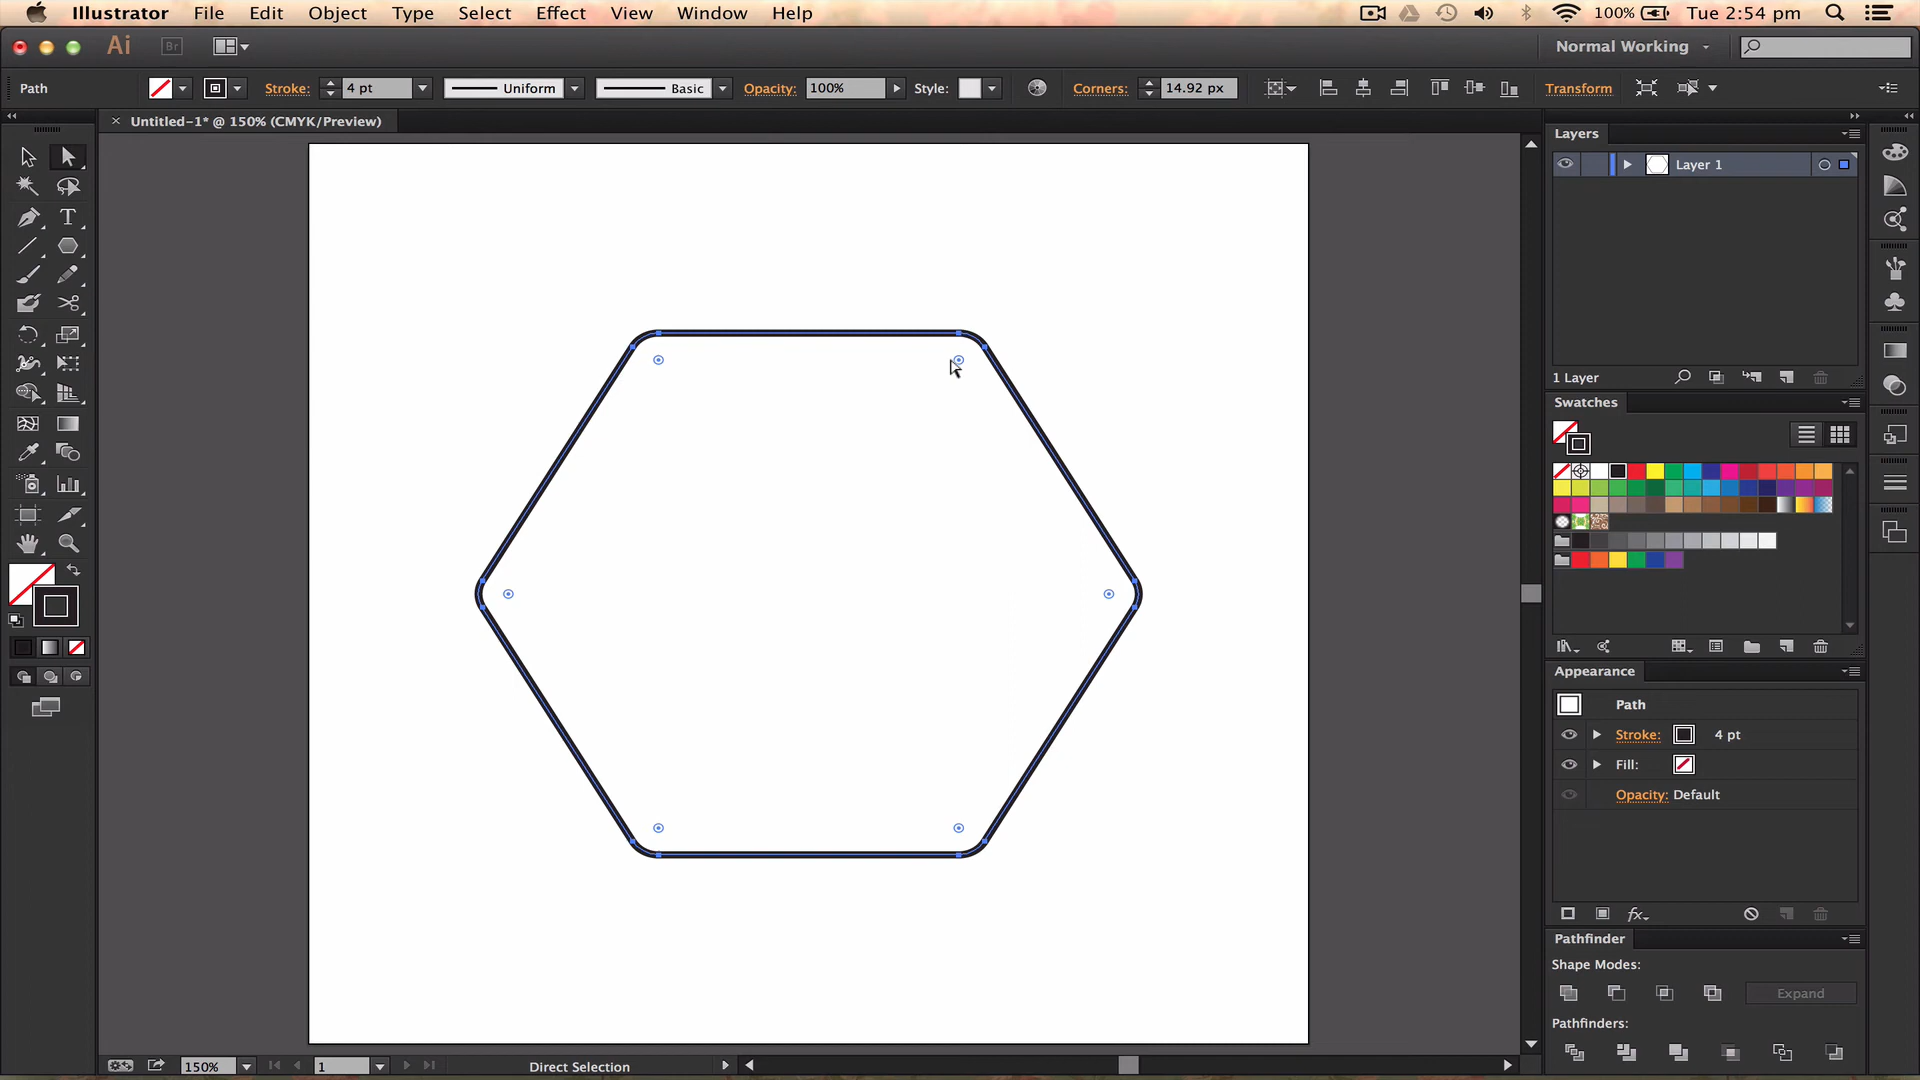 Illustrator File Edit Object Type Select Effect View Window Help 100% Tue 2:54 pm
Ai Br Normal Working
Path Stroke: 4 pt Uniform Basic Opacity: 100% Style: Corners: 14.92 px Transform
× Untitled-1* @ 150% (CMYK/Preview)
Layers
Layer 1
1 Layer
Swatches
Appearance
Path
Stroke: 4 pt
Fill:
Opacity: Default
fx
Pathfinder
Shape Modes:
Expand
Pathfinders:
150% 1 Direct Selection